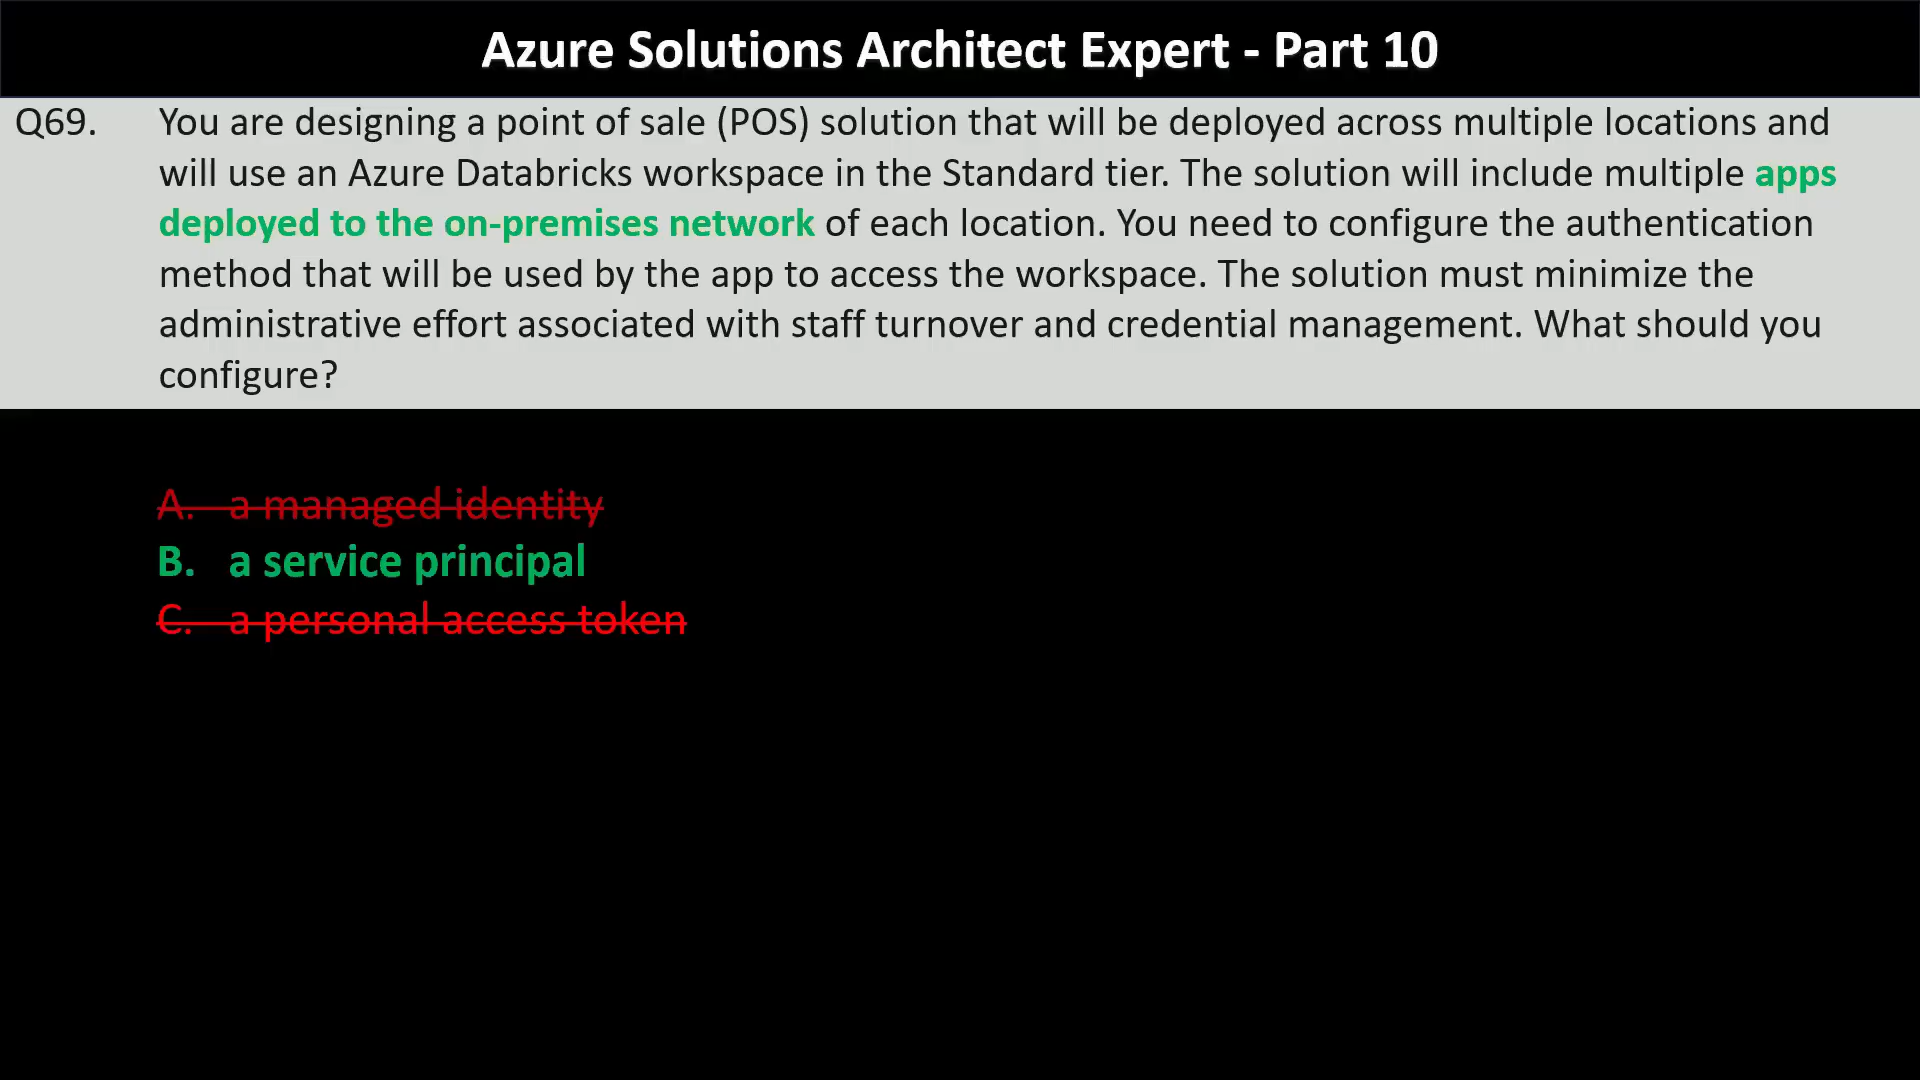 Azure Solutions Architect Expert - Part 10
Q69. You are designing a point of sale (POS) solution that will be deployed across multiple locations and
will use an Azure Databricks workspace in the Standard tier. The solution will include multiple apps
deployed to the on-premises network of each location. You need to configure the authentication
method that will be used by the app to access the workspace. The solution must minimize the
administrative effort associated with staff turnover and credential management. What should you
configure?
A. a managed identity
B. a service principal
C. a personal access token